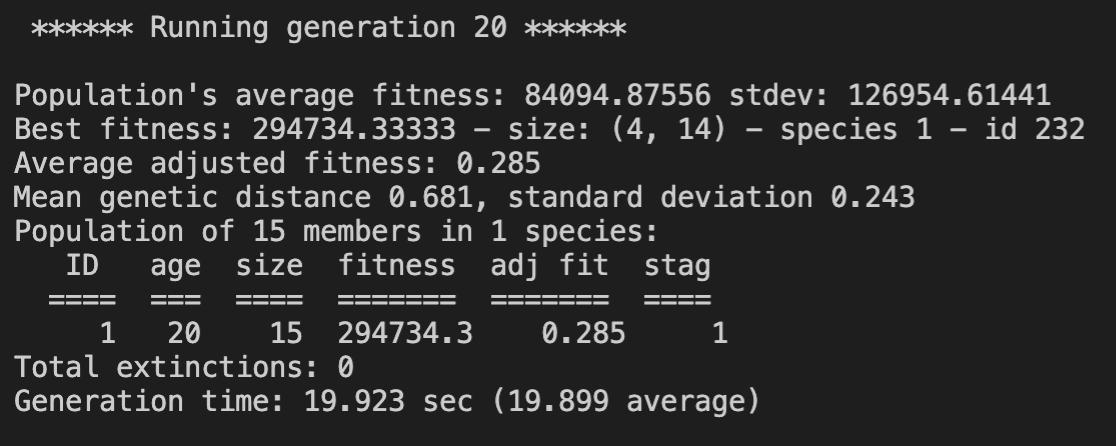 ****** Running generation 20 ******
Population's average fitness: 84094.87556 stdev: 126954.61441
Best fitness: 294734.33333 - size: (4, 14) - species 1 - id 232
Average adjusted fitness: 0.285
Mean genetic distance 0.681, standard deviation 0.243
Population of 15 members in 1 species:
ID age size fitness adj fit stag
==== === ==== ======= ======= ====
1 20 15 294734.3 0.285 1
Total extinctions: 0
Generation time: 19.923 sec (19.899 average)